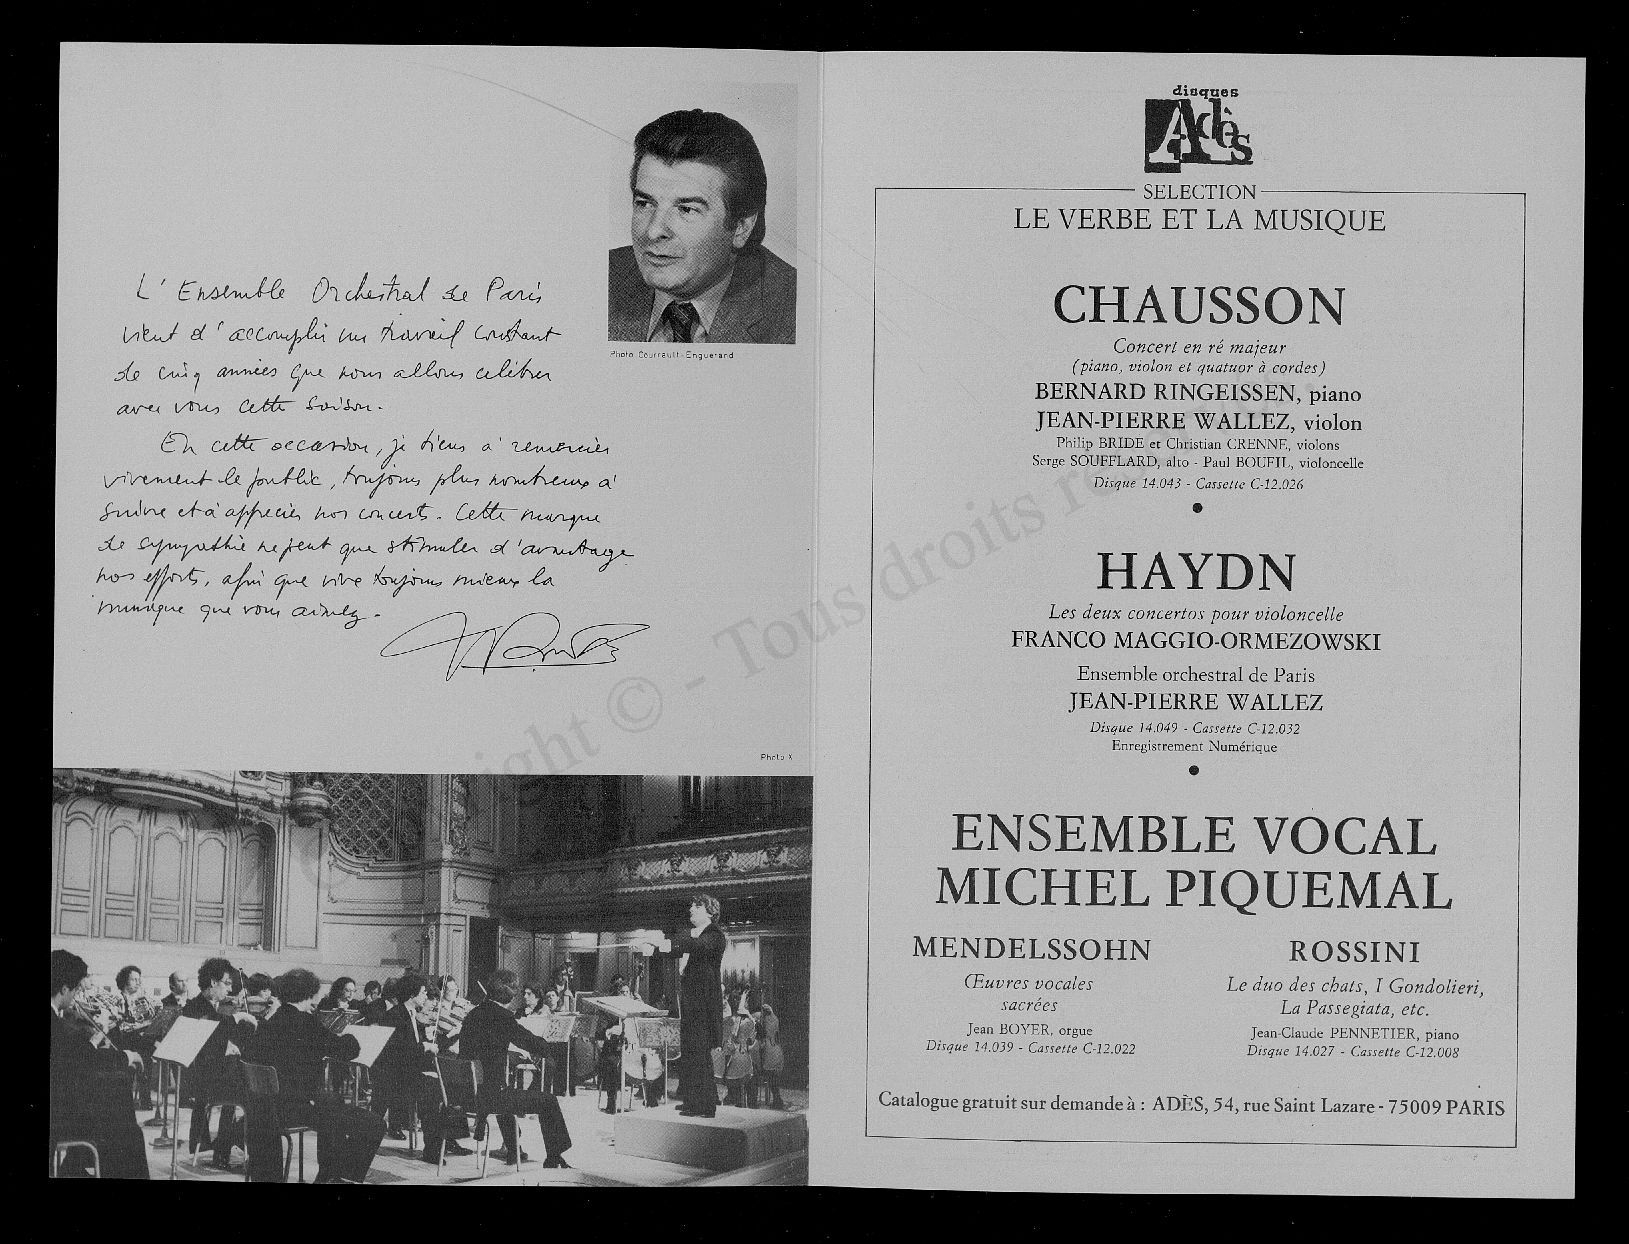 L' Ensemble Orchestral de Paris
vient d'accomplir un travail constant
de cinq années que nous allons célébrer
avec vous cette saison.
En cette occasion, je tiens à remercier
vivement le public, toujours plus nombreux à
suivre et à apprécier nos concerts. Cette marque
de sympathie ne peut que stimuler d'avantage
nos efforts, afin que vive toujours mieux la
musique que vous aimez.
Photo Courrault-Enguerand
Photo X
disques
Adès
SELECTION
LE VERBE ET LA MUSIQUE
CHAUSSON
Concert en ré majeur
(piano, violon et quatuor à cordes)
BERNARD RINGEISSEN, piano
JEAN-PIERRE WALLEZ, violon
Philip BRIDE et Christian CRENNE, violons
Serge SOUFFLARD, alto - Paul BOUFIL, violoncelle
Disque 14.043 - Cassette C-12.026
HAYDN
Les deux concertos pour violoncelle
FRANCO MAGGIO-ORMEZOWSKI
Ensemble orchestral de Paris
JEAN-PIERRE WALLEZ
Disque 14.049 - Cassette C-12.032
Enregistrement Numérique
ENSEMBLE VOCAL
MICHEL PIQUEMAL
MENDELSSOHN
Œuvres vocales
sacrées
Jean BOYER, orgue
Disque 14.039 - Cassette C-12.022
ROSSINI
Le duo des chats, I Gondolieri,
La Passegiata, etc.
Jean-Claude PENNETIER, piano
Disque 14.027 - Cassette C-12.008
Catalogue gratuit sur demande à : ADÈS, 54, rue Saint Lazare - 75009 PARIS
© - Tous droits